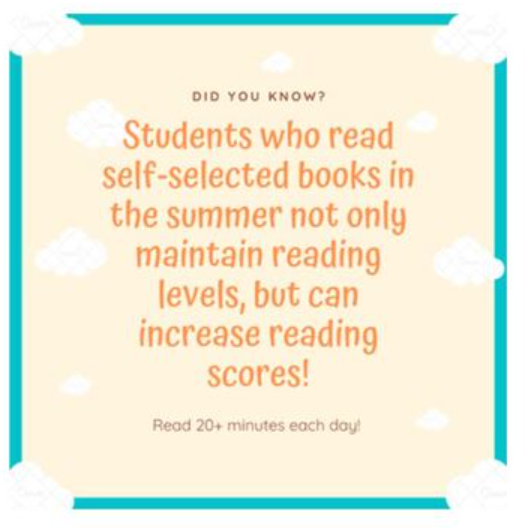 DID YOU KNOW?
Students who read
self-selected books in
the summer not only
maintain reading
levels, but can
increase reading
scores!
Read 20+ minutes each day!